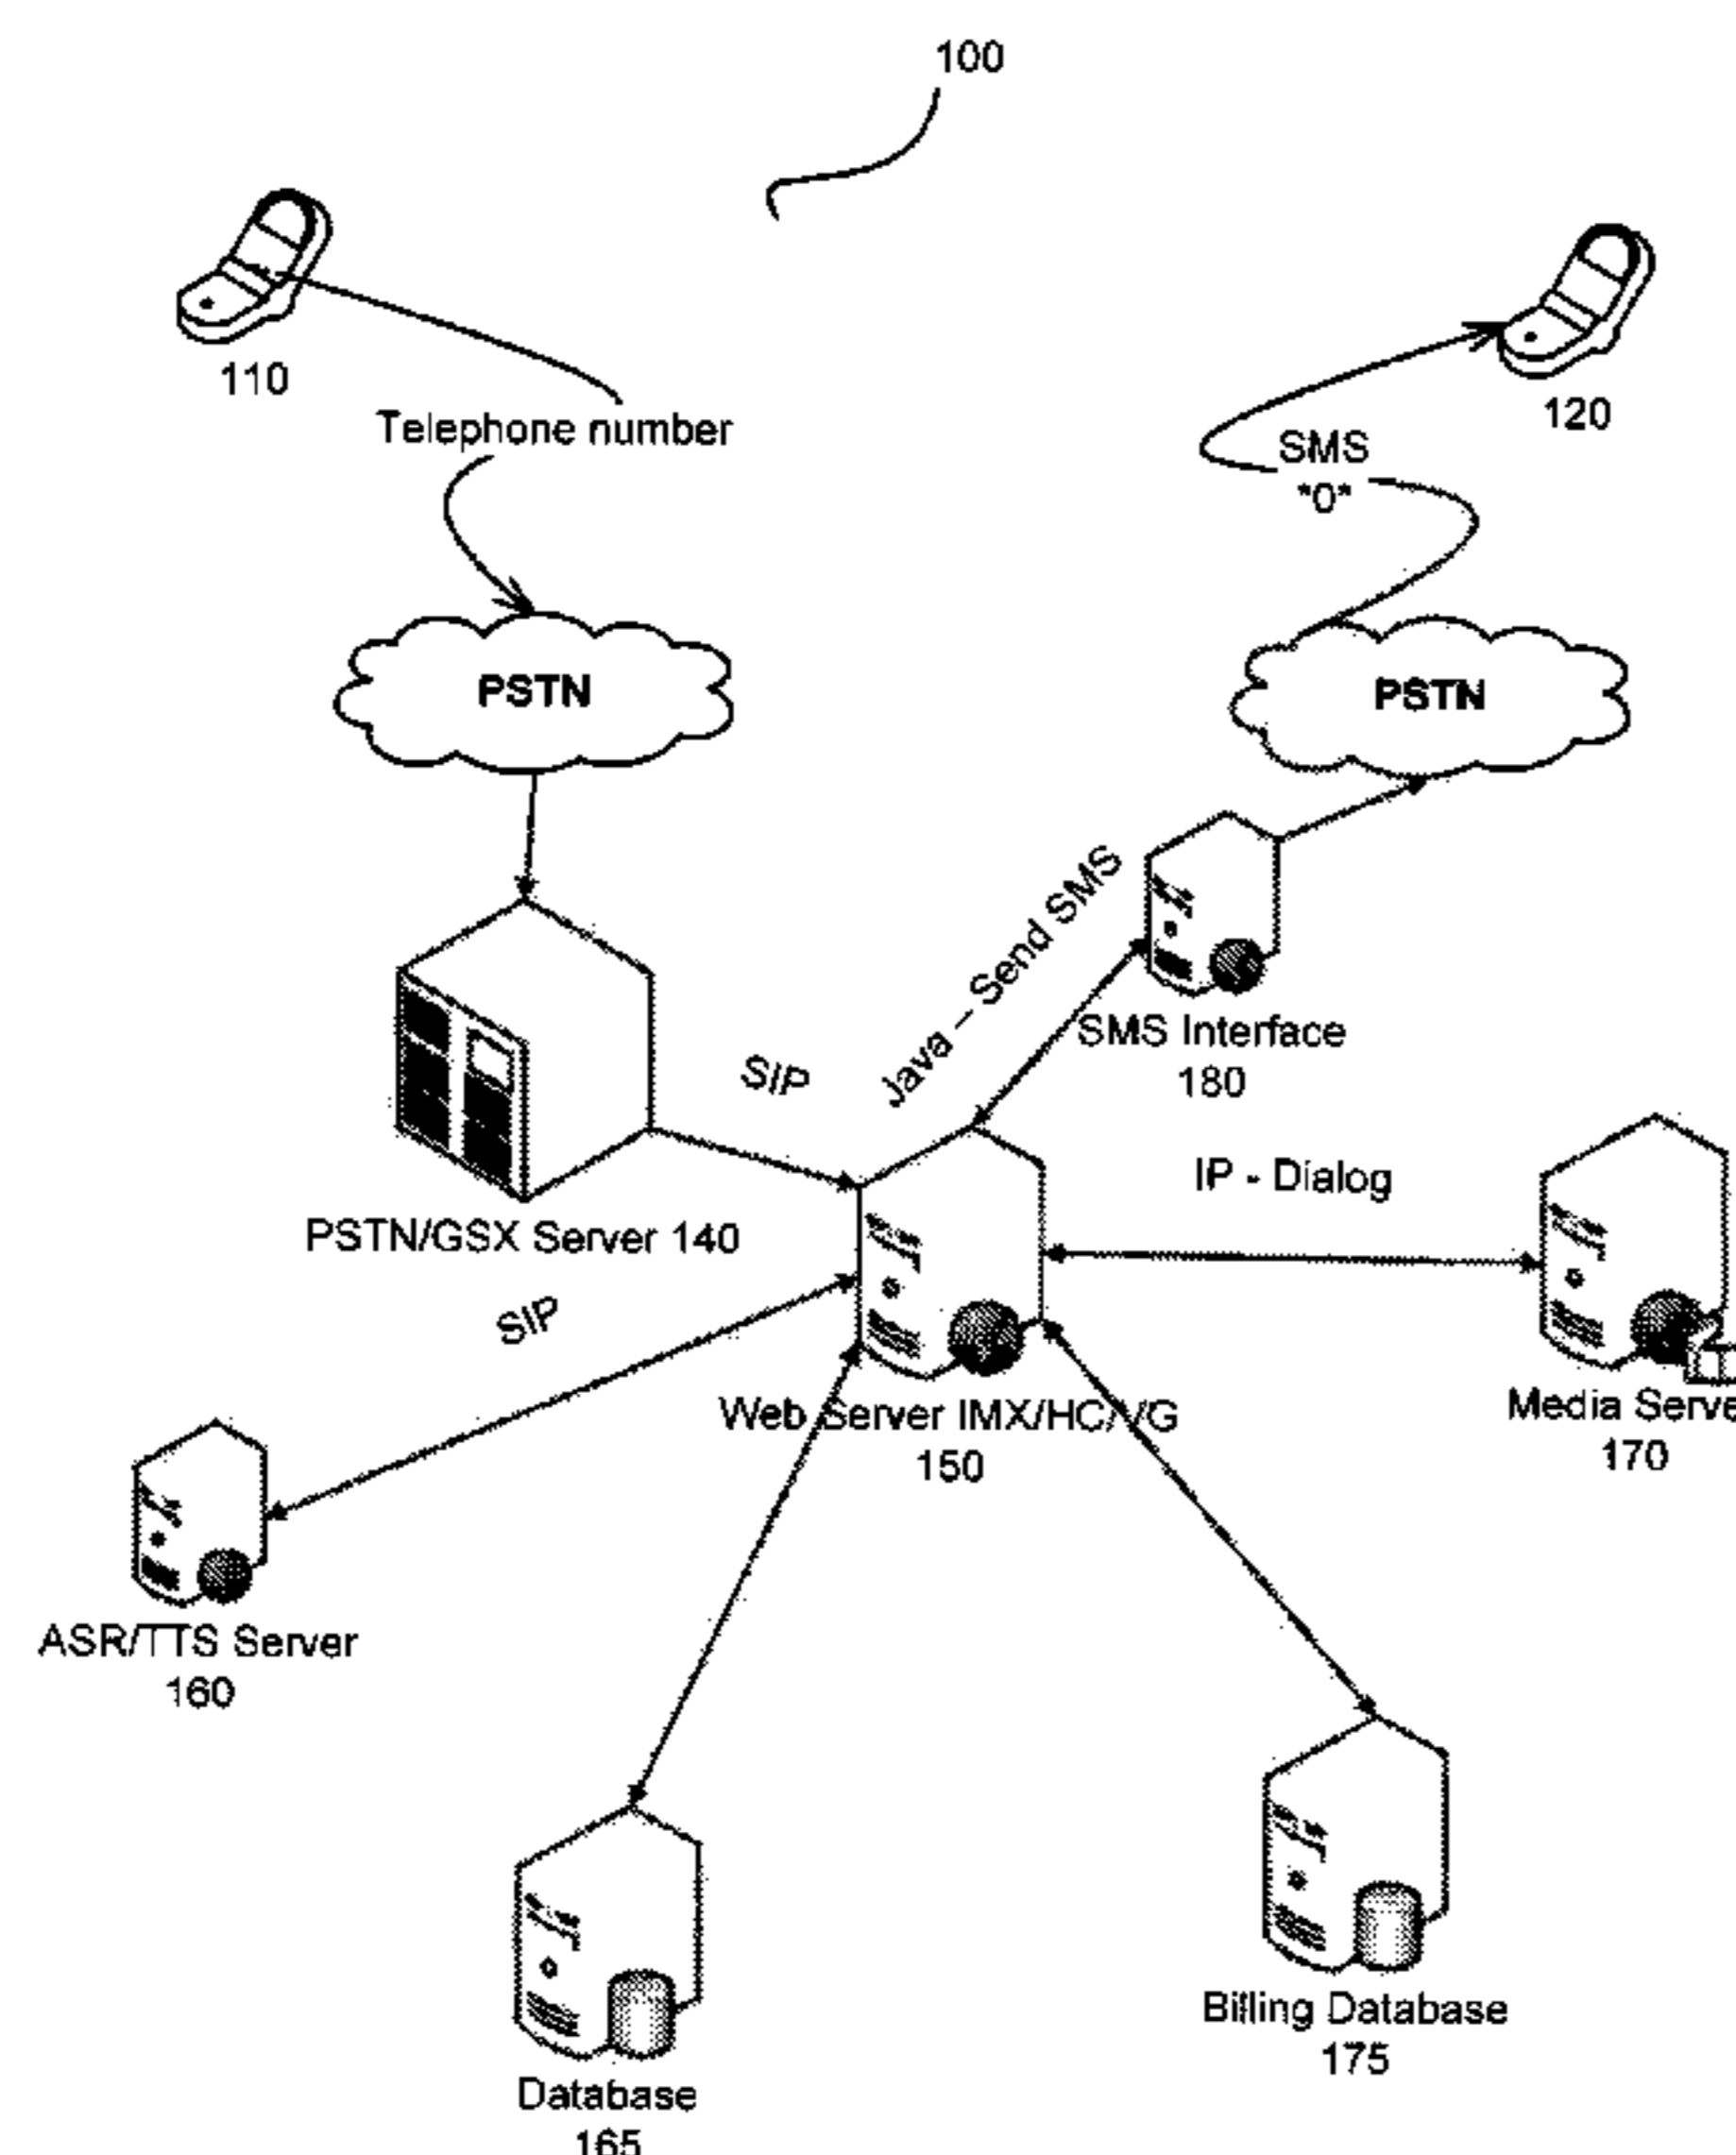 100
110
120
Telephone number
SMS
"0"
PSTN
PSTN
Java – Send SMS
SMS Interface
180
SIP
IP - Dialog
PSTN/GSX Server 140
SIP
Web Server IMX/HC/VG
150
Media Serve
170
ASR/TTS Server
160
Billing Database
175
Database
165